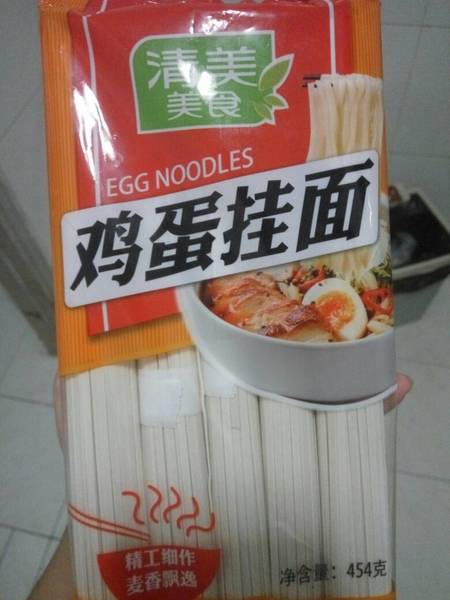 清美
美食
EGG NOODLES
鸡蛋挂面
精工细作
麦香飘逸
净含量：454克